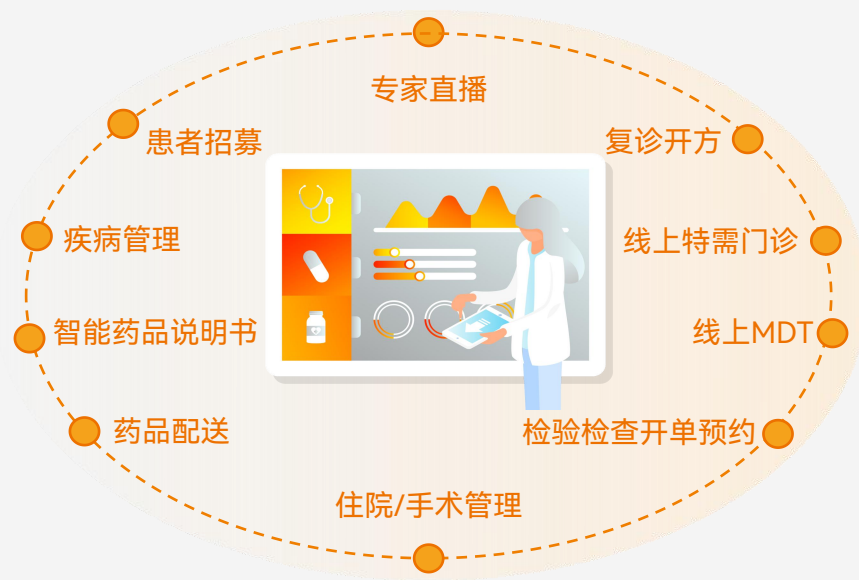 专家直播
患者招募
复诊开方
疾病管理
线上特需门诊
智能药品说明书
线上MDT
药品配送
检验检查开单预约
住院/手术管理